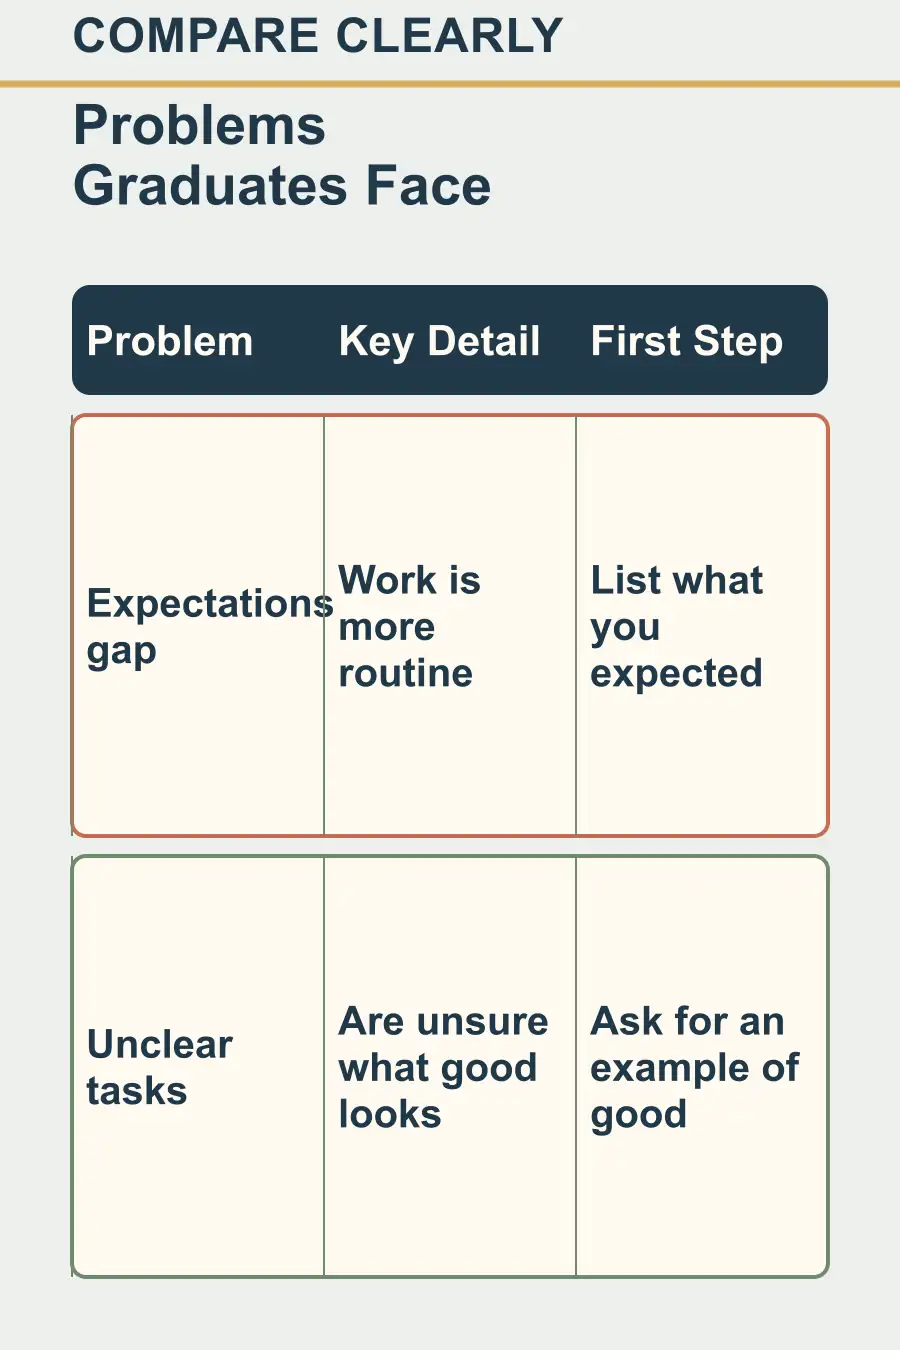 COMPARE CLEARLY
Problems
Graduates Face
Problem
Key Detail
First Step
Expectations
gap
Work is
more
routine
List what
you
expected
Unclear
tasks
Are unsure
what good
looks
Ask for an
example of
good